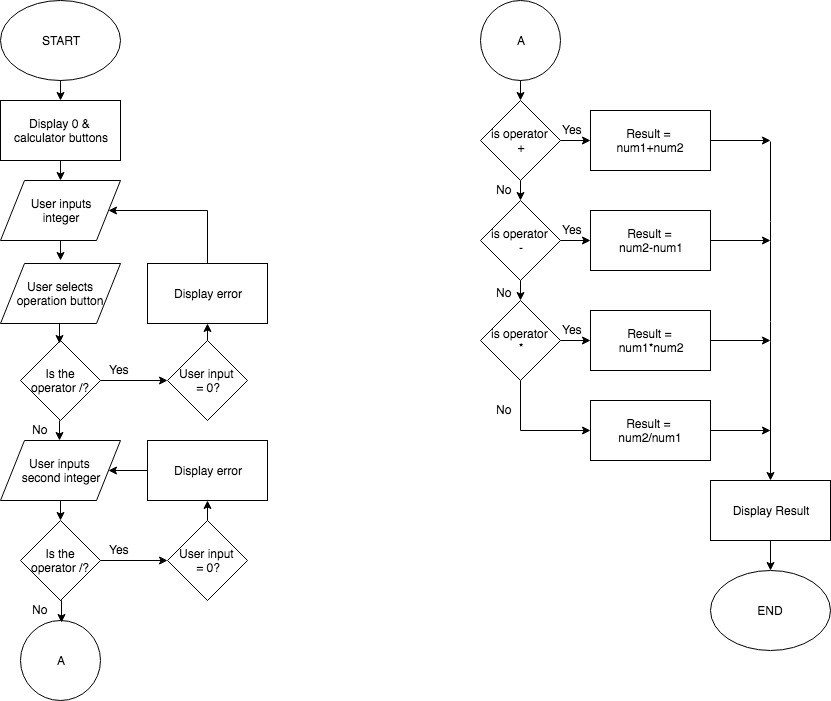 START
Display 0 &
calculator buttons
User inputs
integer
User selects
operation button
Display error
Is the
operator /?
Yes
User input
= 0?
No
User inputs
second integer
Display error
Is the
operator /?
Yes
User input
= 0?
No
A
A
is operator
+
Yes
Result =
num1+num2
No
is operator
-
Yes
Result =
num2-num1
No
is operator
*
Yes
Result =
num1*num2
No
Result =
num2/num1
Display Result
END